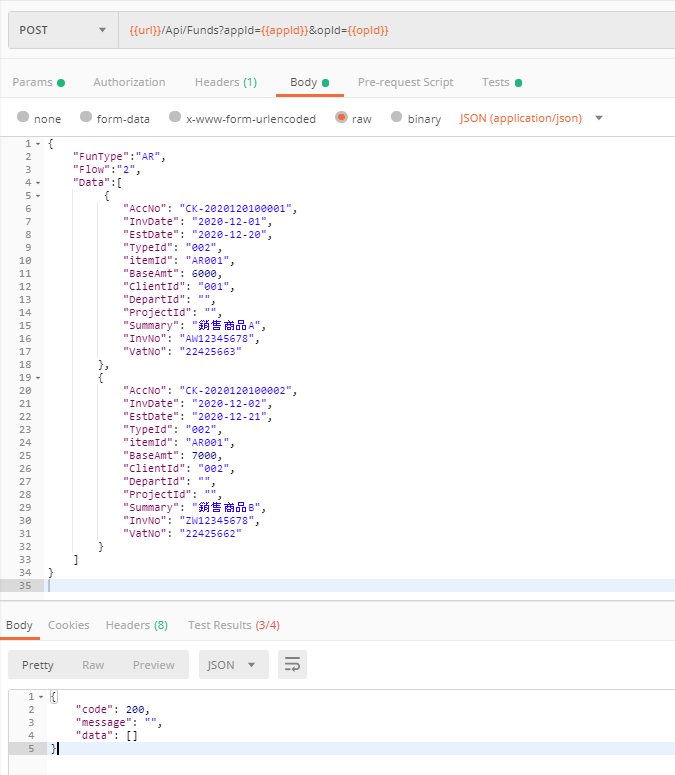 POST {{url}}/Api/Funds?appId={{appId}}&opId={{opId}}
Params Authorization Headers (1) Body Pre-request Script Tests
none form-data x-www-form-urlencoded raw binary JSON (application/json)
1 {
2 "FunType":"AR",
3 "Flow":"2",
4 "Data":[
5 {
6 "AccNo": "CK-2020120100001",
7 "InvDate": "2020-12-01",
8 "EstDate": "2020-12-20",
9 "TypeId": "002",
10 "itemId": "AR001",
11 "BaseAmt": 6000,
12 "ClientId": "001",
13 "DepartId": "",
14 "ProjectId": "",
15 "Summary": "銷售商品A",
16 "InvNo": "AW12345678",
17 "VatNo": "22425663"
18 },
19 {
20 "AccNo": "CK-2020120100002",
21 "InvDate": "2020-12-02",
22 "EstDate": "2020-12-21",
23 "TypeId": "002",
24 "itemId": "AR001",
25 "BaseAmt": 7000,
26 "ClientId": "002",
27 "DepartId": "",
28 "ProjectId": "",
29 "Summary": "銷售商品B",
30 "InvNo": "ZW12345678",
31 "VatNo": "22425662"
32 }
33 ]
34 }
35
Body Cookies Headers (8) Test Results (3/4)
Pretty Raw Preview JSON
1 {
2 "code": 200,
3 "message": "",
4 "data": []
5 }